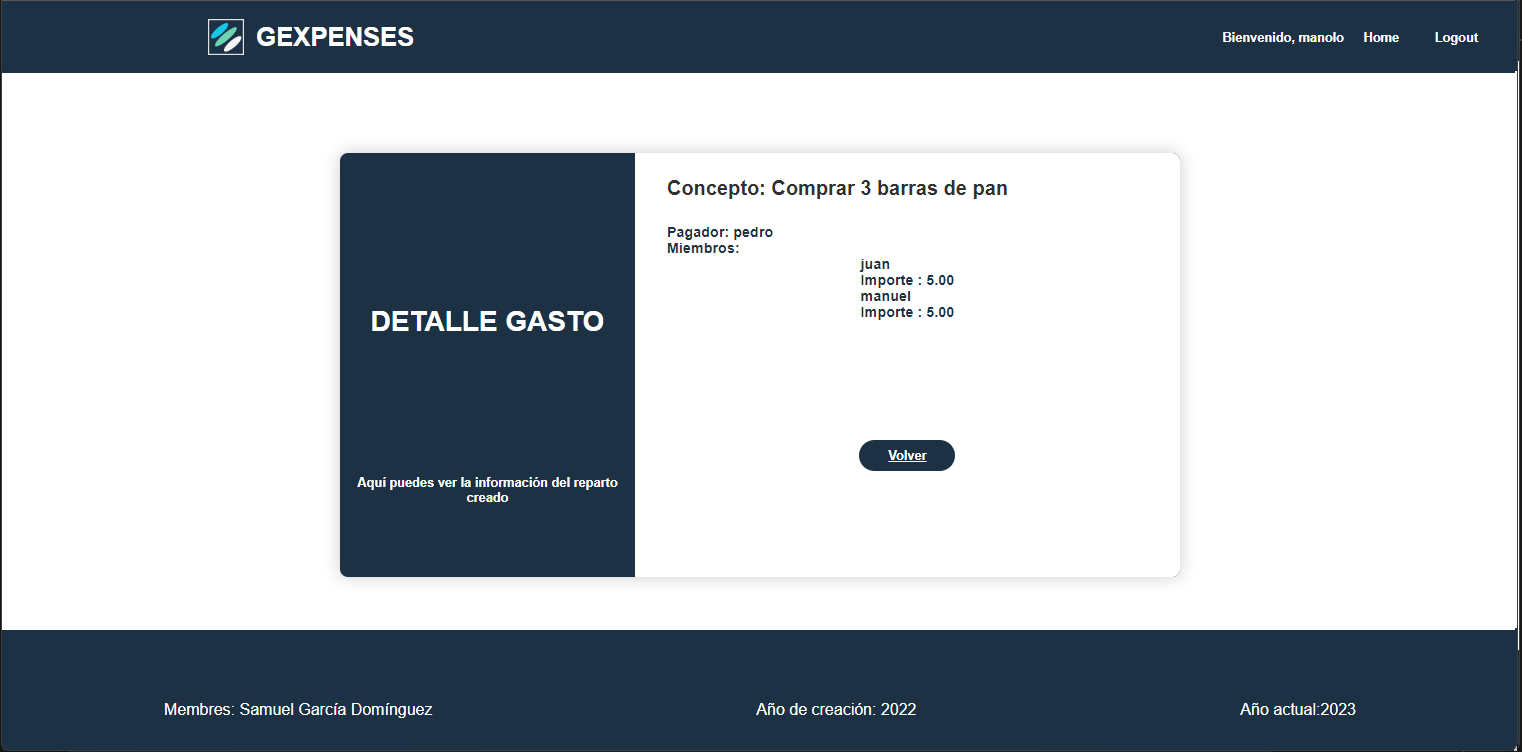 GEXPENSES
Bienvenido, manolo
Home
Logout
DETALLE GASTO
Aquí puedes ver la información del reparto
creado
Concepto: Comprar 3 barras de pan
Pagador: pedro
Miembros:
juan
Importe : 5.00
manuel
Importe : 5.00
Volver
Membres: Samuel García Domínguez
Año de creación: 2022
Año actual:2023